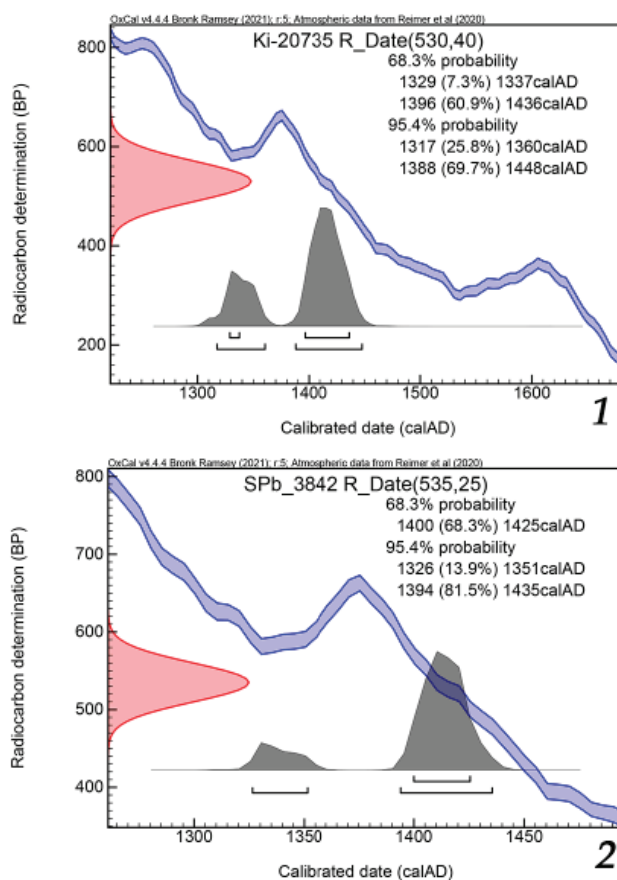 OxCal v4.4.4 Bronk Ramsey (2021); r:5; Atmospheric data from Reimer et al (2020)
Ki-20735 R_Date(530,40)
68.3% probability
1329 (7.3%) 1337calAD
1396 (60.9%) 1436calAD
95.4% probability
1317 (25.8%) 1360calAD
1388 (69.7%) 1448calAD
Radiocarbon determination (BP)
800
600
400
200
1300 1400 1500 1600
Calibrated date (calAD)
1
OxCal v4.4.4 Bronk Ramsey (2021); r:5; Atmospheric data from Reimer et al (2020)
SPb_3842 R_Date(535,25)
68.3% probability
1400 (68.3%) 1425calAD
95.4% probability
1326 (13.9%) 1351calAD
1394 (81.5%) 1435calAD
Radiocarbon determination (BP)
800
700
600
500
400
1300 1350 1400 1450
Calibrated date (calAD)
2